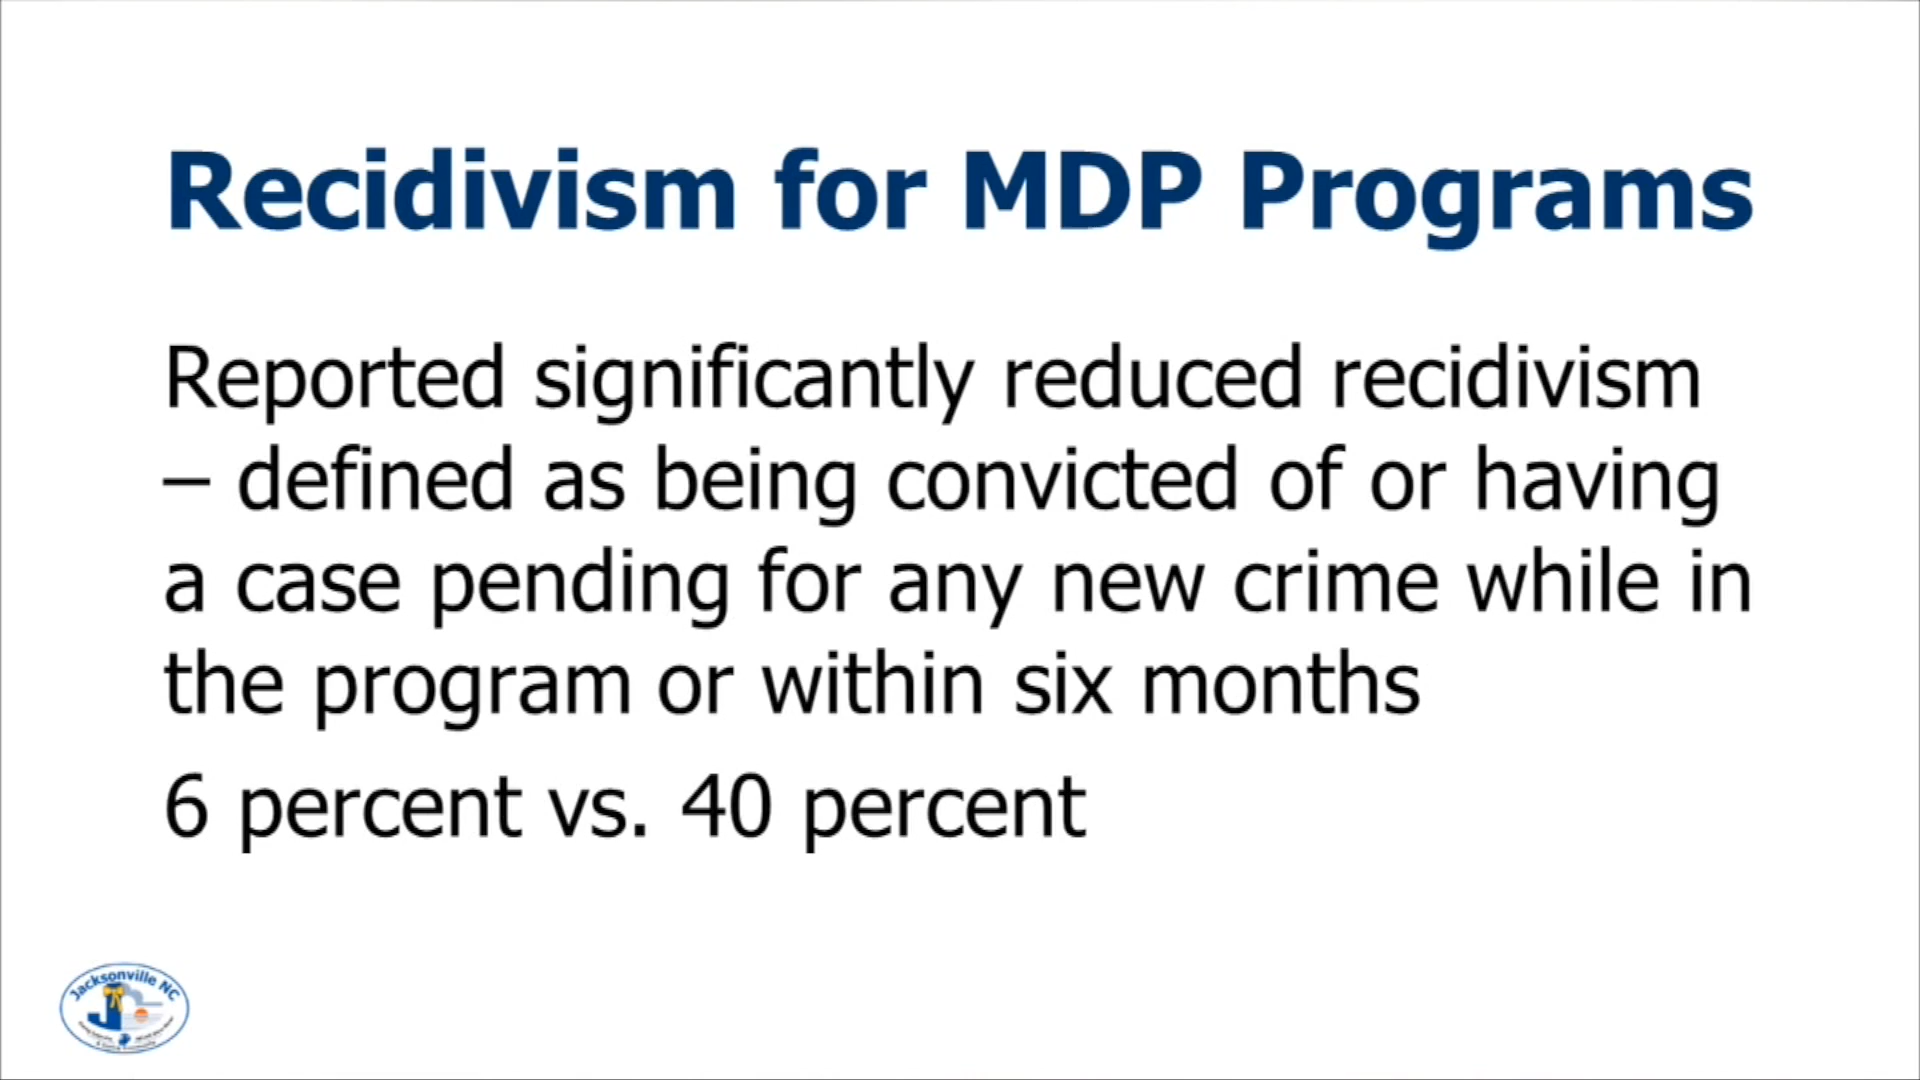 Recidivism for MDP Programs
Reported significantly reduced recidivism
– defined as being convicted of or having
a case pending for any new crime while in
the program or within six months
6 percent vs. 40 percent
Jacksonville NC